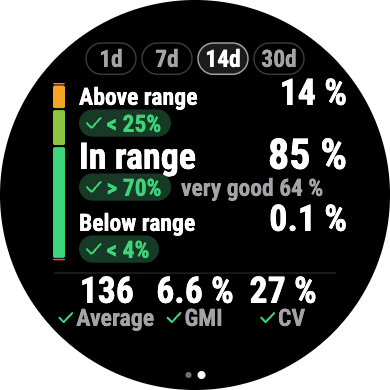 1d 7d 14d 30d
Above range 14 %
< 25%
In range 85 %
> 70% very good 64 %
Below range 0.1 %
< 4%
136 6.6 % 27 %
Average GMI CV